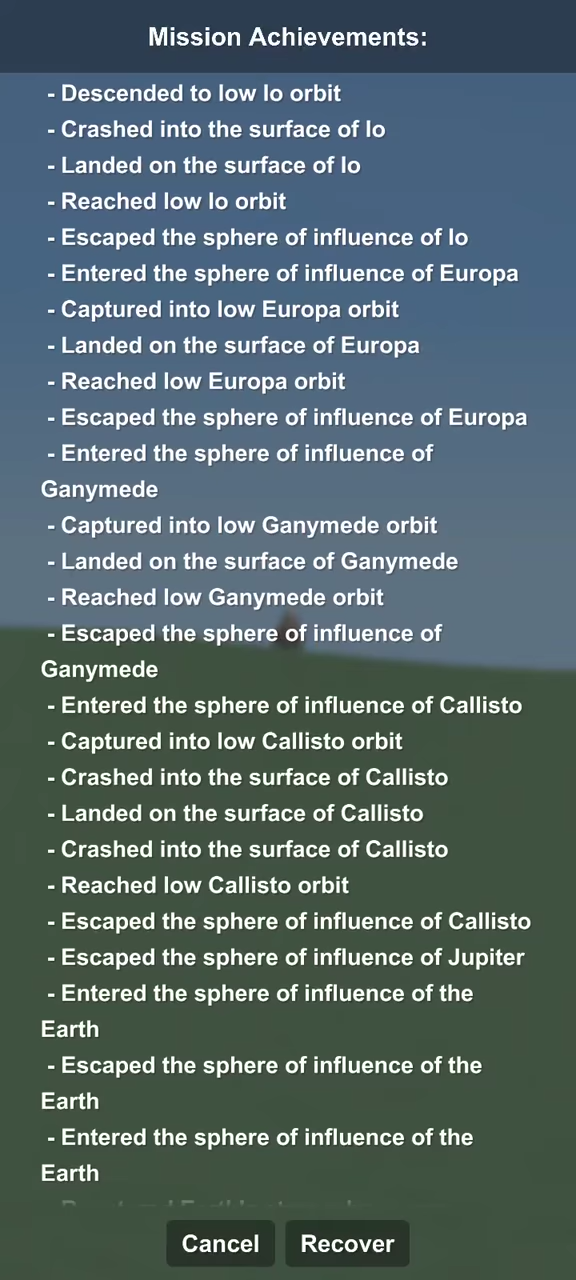 Mission Achievements:
- Descended to low Io orbit
- Crashed into the surface of Io
- Landed on the surface of Io
- Reached low Io orbit
- Escaped the sphere of influence of Io
- Entered the sphere of influence of Europa
- Captured into low Europa orbit
- Landed on the surface of Europa
- Reached low Europa orbit
- Escaped the sphere of influence of Europa
- Entered the sphere of influence of
Ganymede
- Captured into low Ganymede orbit
- Landed on the surface of Ganymede
- Reached low Ganymede orbit
- Escaped the sphere of influence of
Ganymede
- Entered the sphere of influence of Callisto
- Captured into low Callisto orbit
- Crashed into the surface of Callisto
- Landed on the surface of Callisto
- Crashed into the surface of Callisto
- Reached low Callisto orbit
- Escaped the sphere of influence of Callisto
- Escaped the sphere of influence of Jupiter
- Entered the sphere of influence of the
Earth
- Escaped the sphere of influence of the
Earth
- Entered the sphere of influence of the
Earth
Cancel
Recover